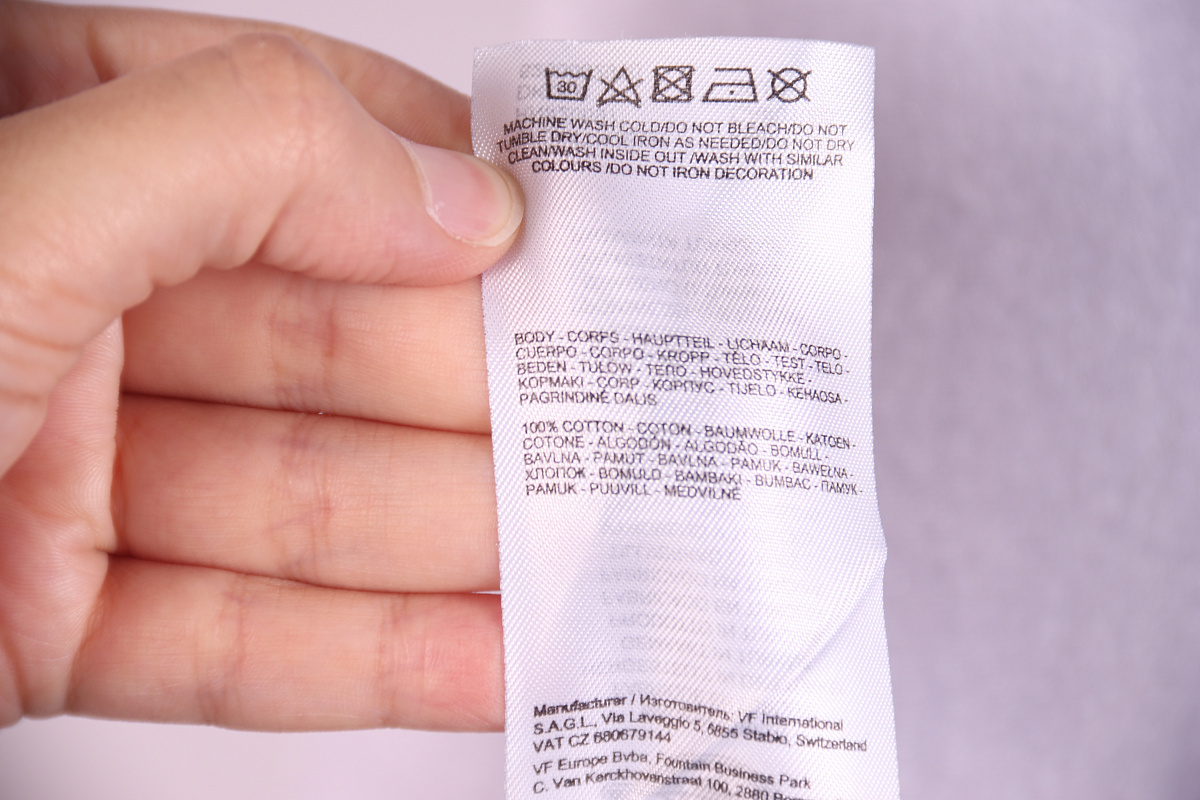 30
MACHINE WASH COLD/DO NOT BLEACH/DO NOT
TUMBLE DRY/COOL IRON AS NEEDED/DO NOT DRY
CLEAN/WASH INSIDE OUT /WASH WITH SIMILAR
COLOURS /DO NOT IRON DECORATION
BODY - CORPS - HAUPTTEIL - LICHAAM - CORPO -
CUERPO - CORPO - KROPP - TĚLO - TEST - TELO -
BEDEN - TUŁÓW - ТЕЛО - HOVEDSTYKKE -
ΚΟΡΜΑΚΙ - CORP - КОРПУС - TIJELO - KEHAOSA -
PAGRINDINĖ DALIS
100% COTTON - COTON - BAUMWOLLE - KATOEN -
COTONE - ALGODÓN - ALGODÃO - BOMULL -
BAVLNA - PAMUT - BAVLNA - PAMUK - BAWEŁNA -
ХЛОПОК - BOMULD - BAMBAKI - BUMBAC - ПАМУК -
PAMUK - PUUVILL - MEDVILNĖ
Manufacturer / Изготовитель: VF International
S.A.G.L., Via Laveggio 5, 6855 Stabio, Switzerland
VAT CZ 680679144
VF Europe Bvba, Fountain Business Park
C. Van Kerckhovenstraat 100, 2880